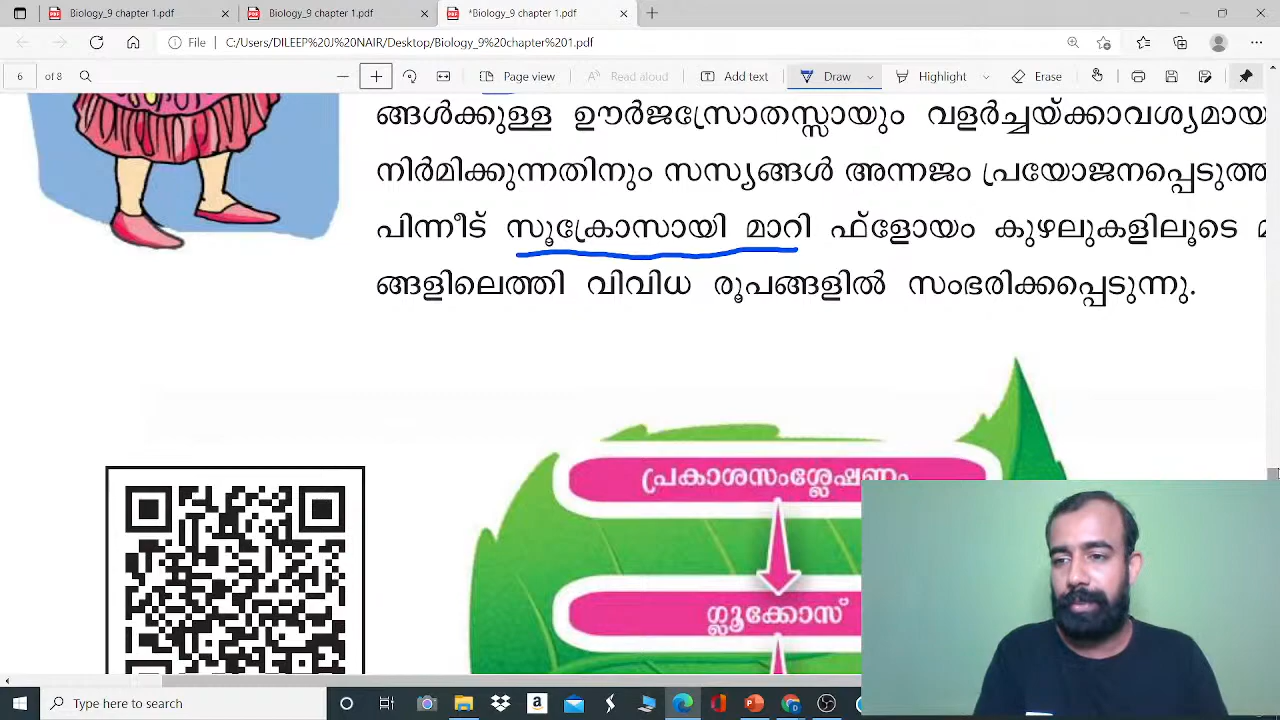 Biology_9 chapter 1.pdf
Biology_9 chapter 1.pdf
*Biology_9 chapter 1.pdf
File
C:/Users/DILEEP%20J%20NAIR/Desktop/Biology_9%20chapter%201.pdf
6 of 8
Page view
Read aloud
Add text
Draw
Highlight
Erase
ങ്ങൾക്കുള്ള ഊർജസ്രോതസ്സായും വളർച്ചയ്ക്കാവശ്യമായ
നിർമിക്കുന്നതിനും സസ്യങ്ങൾ അന്നജം പ്രയോജനപ്പെടുത്ത
പിന്നീട് സൂക്രോസായി മാറി ഫ്ളോയം കുഴലുകളിലൂടെ
ങ്ങളിലെത്തി വിവിധ രൂപങ്ങളിൽ സംഭരിക്കപ്പെടുന്നു.
പ്രകാശസംശ്ലേഷണം
ഗ്ലൂക്കോസ്
Type here to search